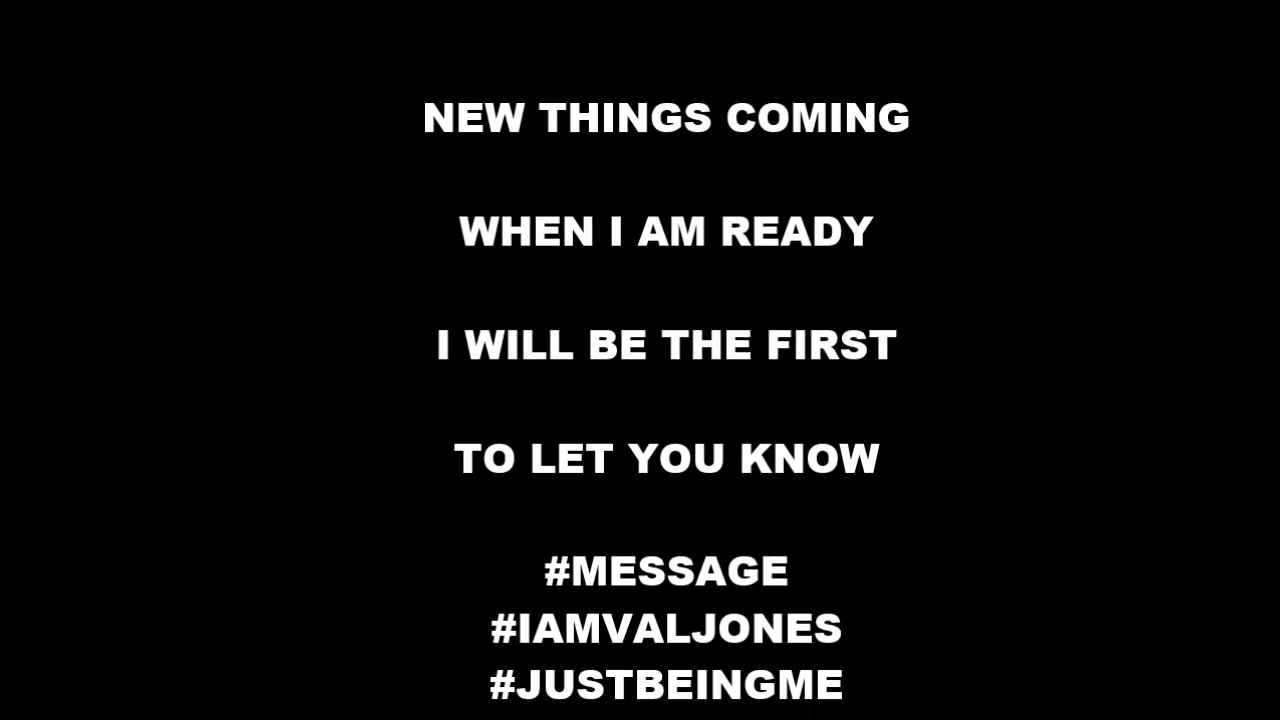 NEW THINGS COMING
WHEN I AM READY
I WILL BE THE FIRST
TO LET YOU KNOW
#MESSAGE
#IAMVALJONES
#JUSTBEINGME